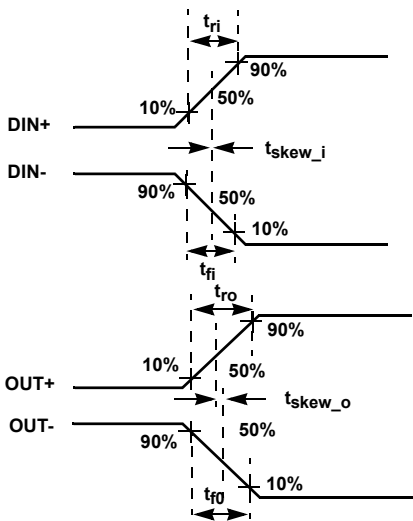 t_ri
90%
10%
50%
DIN+
t_skew_i
DIN-
90%
50%
10%
t_fi
t_ro
90%
10%
50%
OUT+
t_skew_o
OUT-
90%
50%
10%
t_f0